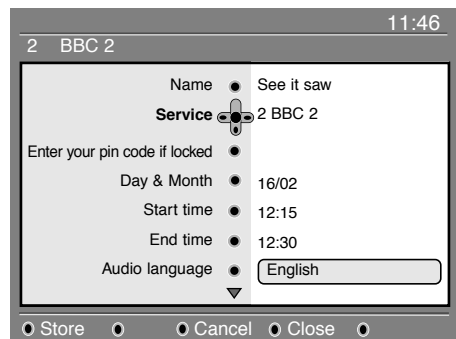 11:46
2 BBC 2
Name See it saw
Service 2 BBC 2
Enter your pin code if locked
Day & Month 16/02
Start time 12:15
End time 12:30
Audio language English
Store Cancel Close